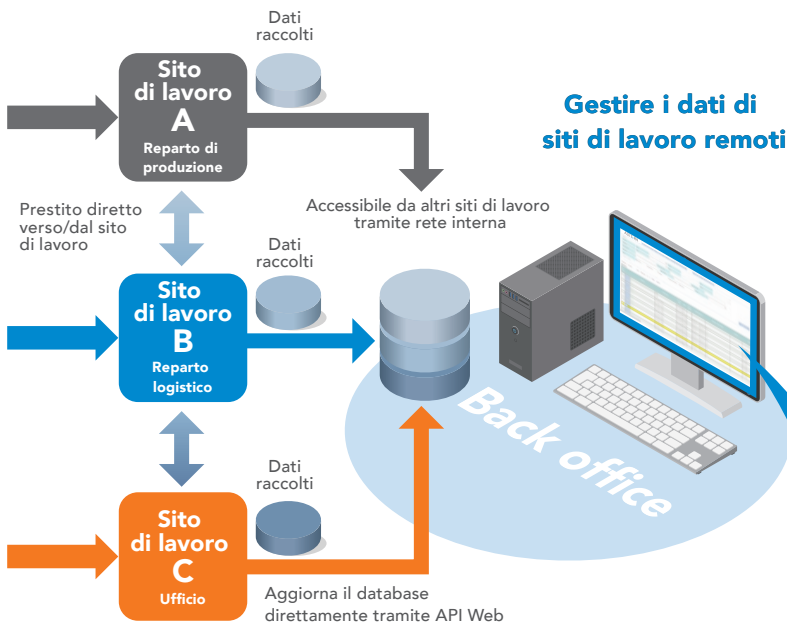 Dati
raccolti
Sito
di lavoro
A
Reparto di
produzione
Gestire i dati di
siti di lavoro remoti
Prestito diretto
verso/dal sito
di lavoro
Accessibile da altri siti di lavoro
tramite rete interna
Dati
raccolti
Sito
di lavoro
B
Reparto
logistico
Back office
Dati
raccolti
Sito
di lavoro
C
Ufficio
Aggiorna il database
direttamente tramite API Web